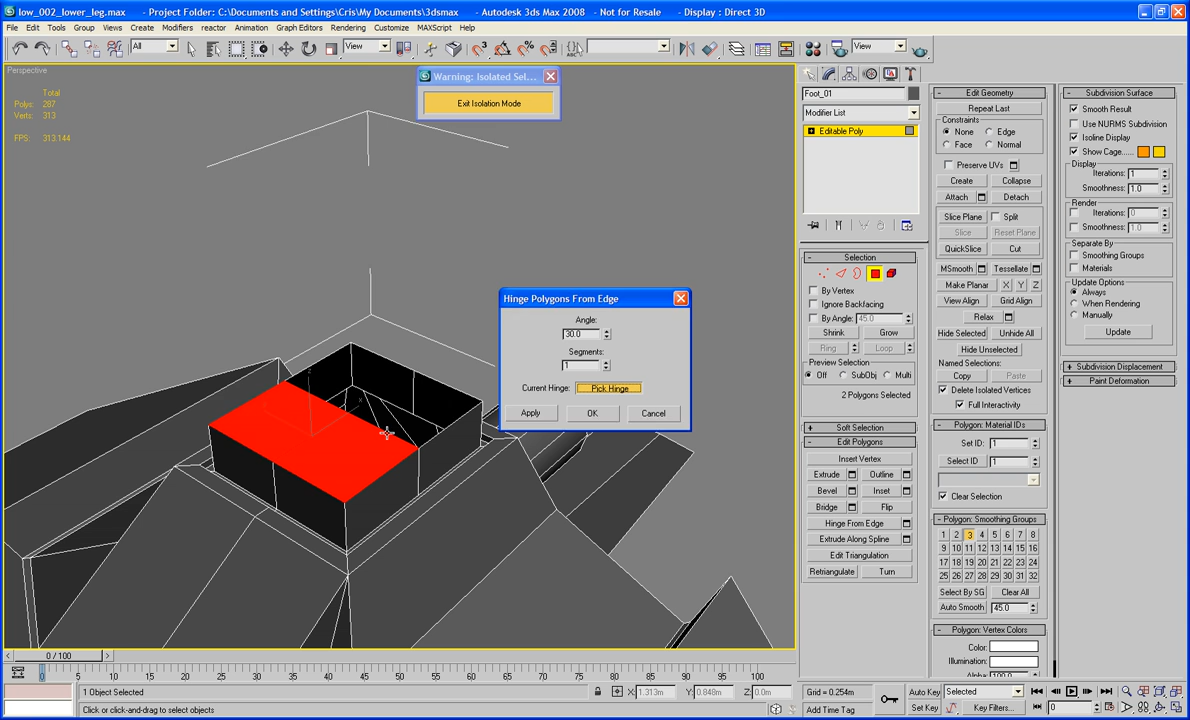 low_002_lower_leg.max - Project Folder: C:\Documents and Settings\Cris\My Documents\3dsmax - Autodesk 3ds Max 2008 - Not for Resale - Display : Direct 3D
File Edit Tools Group Views Create Modifiers reactor Animation Graph Editors Rendering Customize MAXScript Help
All View View
Perspective
Total
Polys: 287
Verts: 313
FPS: 313.144
Warning: Isolated Sel...
Exit Isolation Mode
Hinge Polygons From Edge
Angle:
30.0
Segments:
1
Current Hinge: Pick Hinge
Apply OK Cancel
Foot_01
Modifier List
Editable Poly
Selection
By Vertex
Ignore Backfacing
By Angle: 45.0
Shrink Grow
Ring Loop
Preview Selection
Off SubObj Multi
2 Polygons Selected
Soft Selection
Edit Polygons
Insert Vertex
Extrude Outline
Bevel Inset
Bridge Flip
Hinge From Edge
Extrude Along Spline
Edit Triangulation
Retriangulate Turn
Edit Geometry
Repeat Last
Constraints
None Edge
Face Normal
Preserve UVs
Create Collapse
Attach Detach
Slice Plane Split
Slice Reset Plane
QuickSlice Cut
MSmooth Tessellate
Make Planar X Y Z
View Align Grid Align
Relax
Hide Selected Unhide All
Hide Unselected
Named Selections:
Copy Paste
Delete Isolated Vertices
Full Interactivity
Polygon: Material IDs
Set ID: 1
Select ID 1
Clear Selection
Polygon: Smoothing Groups
1 2 3 4 5 6 7 8
9 10 11 12 13 14 15 16
17 18 19 20 21 22 23 24
25 26 27 28 29 30 31 32
Select By SG Clear All
Auto Smooth 45.0
Polygon: Vertex Colors
Color:
Illumination:
Alpha: 100.0
Subdivision Surface
Smooth Result
Use NURMS Subdivision
Isoline Display
Show Cage......
Display
Iterations: 1
Smoothness: 1.0
Render
Iterations: 0
Smoothness: 1.0
Separate By
Smoothing Groups
Materials
Update Options
Always
When Rendering
Manually
Update
Subdivision Displacement
Paint Deformation
0 / 100
0 5 10 15 20 25 30 35 40 45 50 55 60 65 70 75 80 85 90 95 100
1 Object Selected X: 1.313m Y: 0.848m Z: 0.0m Grid = 0.254m Auto Key Selected
Click or click-and-drag to select objects Add Time Tag Set Key Key Filters... 0